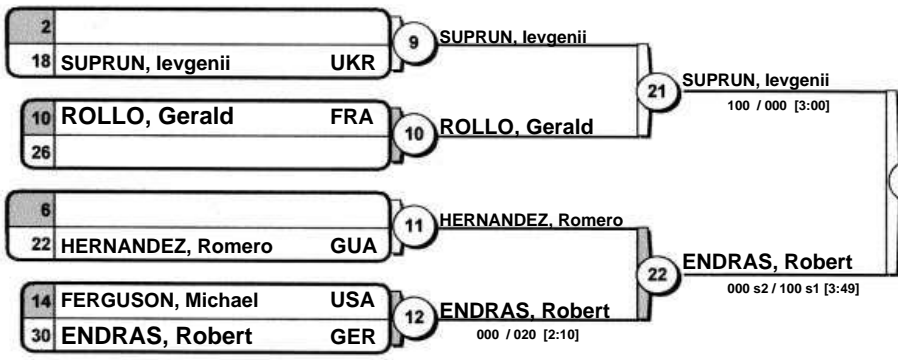 2
9
SUPRUN, Ievgenii
18 SUPRUN, Ievgenii UKR
21
SUPRUN, Ievgenii
100 / 000 [3:00]
10 ROLLO, Gerald FRA
10
ROLLO, Gerald
26
6
11
HERNANDEZ, Romero
22 HERNANDEZ, Romero GUA
22
ENDRAS, Robert
000 s2 / 100 s1 [3:49]
14 FERGUSON, Michael USA
12
ENDRAS, Robert
000 / 020 [2:10]
30 ENDRAS, Robert GER